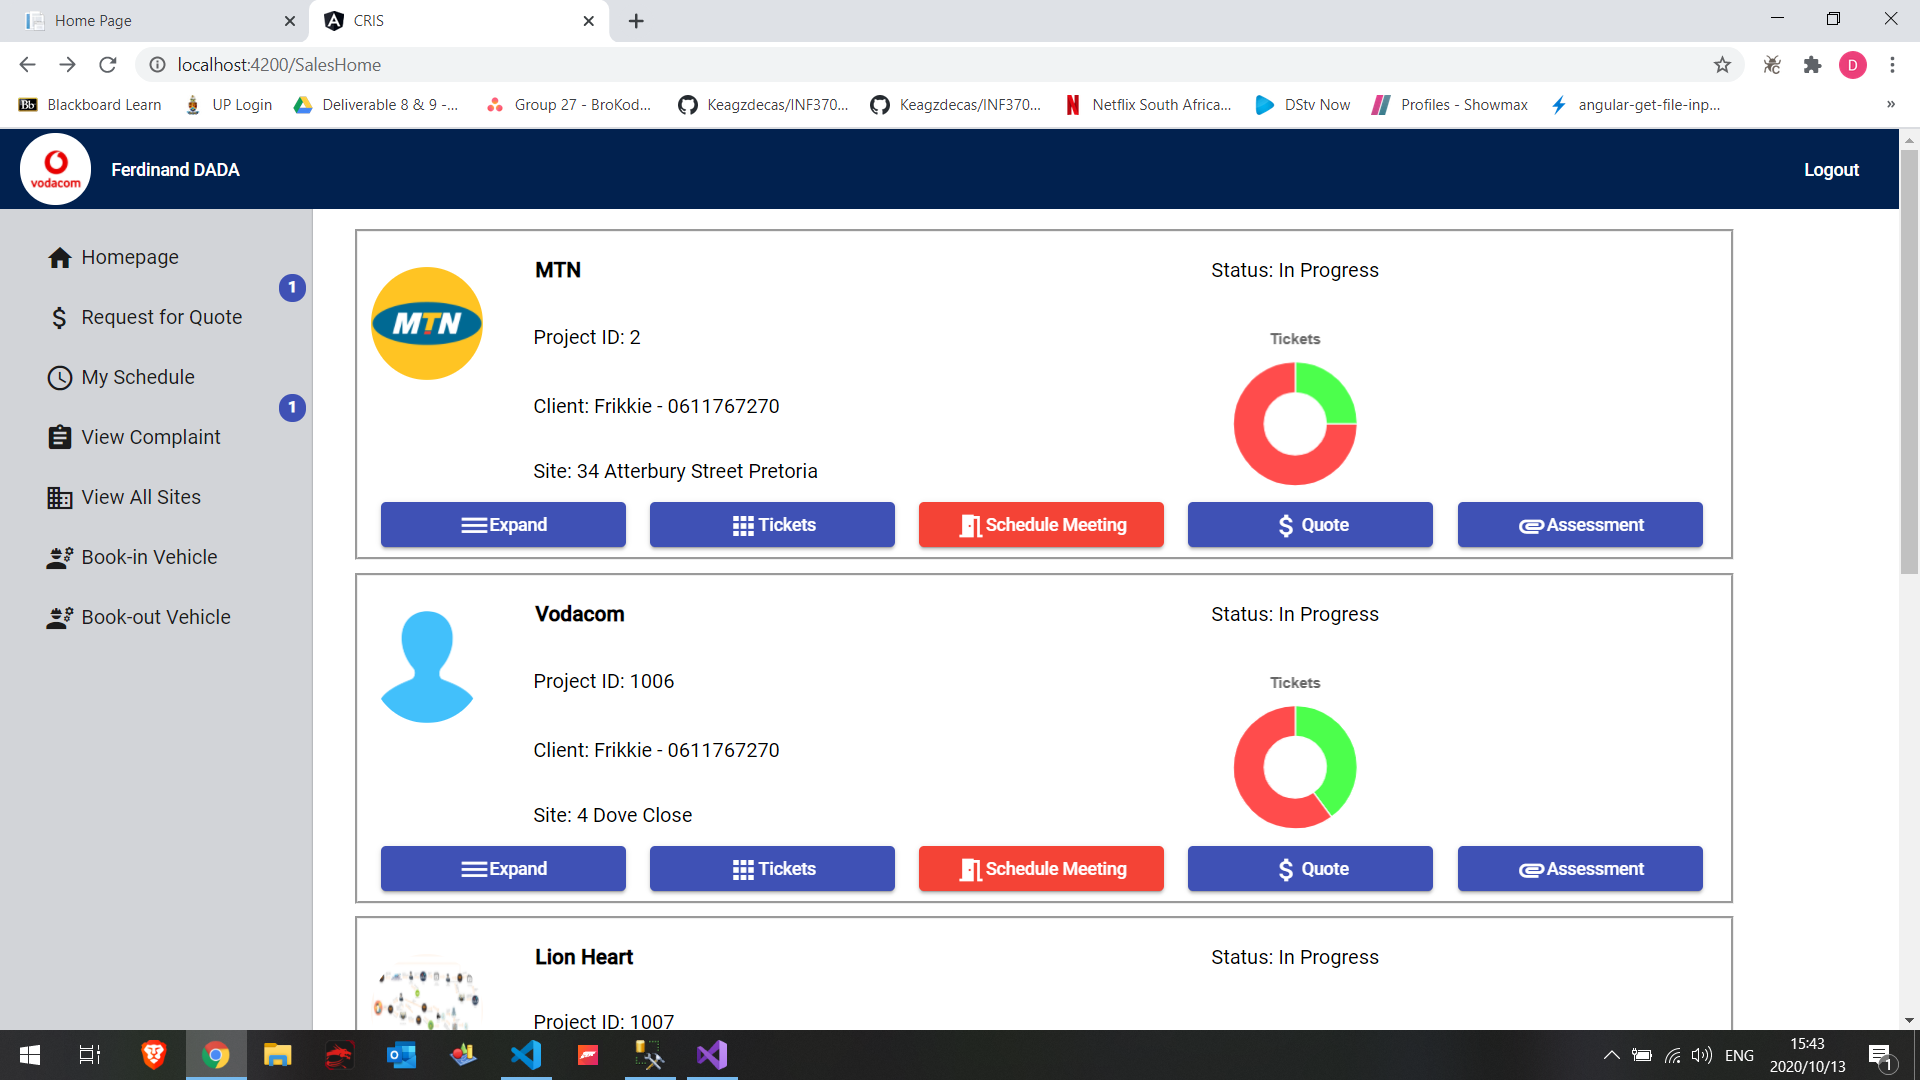 Home Page
CRIS
localhost:4200/SalesHome
D
Bb Blackboard Learn
UP Login
Deliverable 8 & 9 -...
Group 27 - BroKod...
Keagzdecas/INF370...
Keagzdecas/INF370...
Netflix South Africa...
DStv Now
Profiles - Showmax
angular-get-file-inp...
»
vodacom
Ferdinand DADA
Logout
Homepage
1
Request for Quote
My Schedule
1
View Complaint
View All Sites
Book-in Vehicle
Book-out Vehicle
MTN
MTN
Status: In Progress
Project ID: 2
Tickets
Client: Frikkie - 0611767270
Site: 34 Atterbury Street Pretoria
Expand
Tickets
Schedule Meeting
$ Quote
Assessment
Vodacom
Status: In Progress
Project ID: 1006
Tickets
Client: Frikkie - 0611767270
Site: 4 Dove Close
Expand
Tickets
Schedule Meeting
$ Quote
Assessment
Lion Heart
Status: In Progress
Project ID: 1007
ENG
15:43
2020/10/13
1